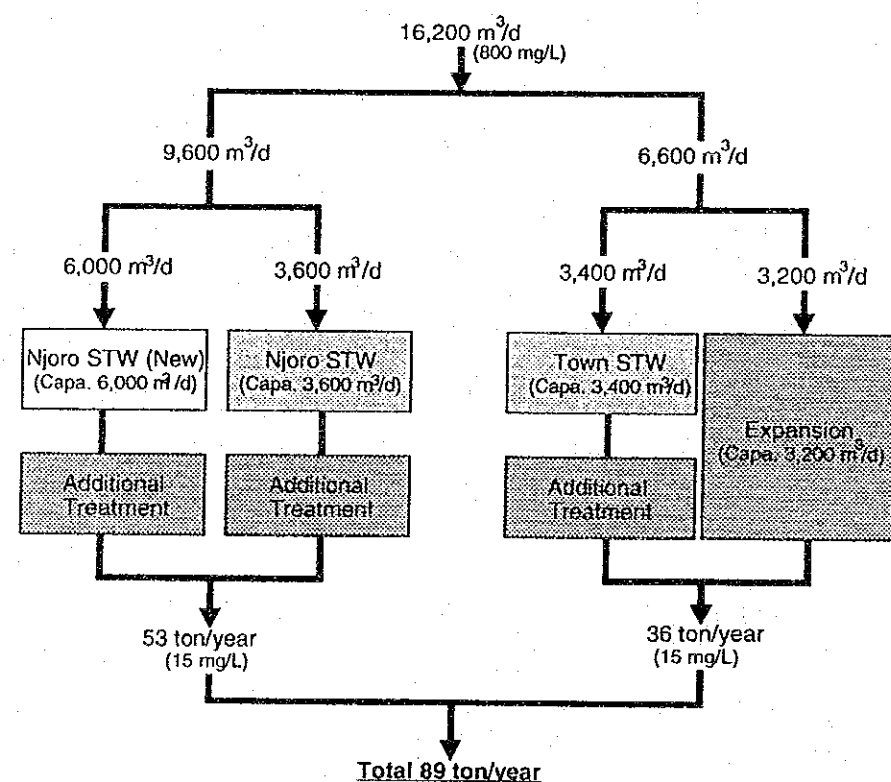 16,200 m³/d
(800 mg/L)
9,600 m³/d
6,600 m³/d
6,000 m³/d
3,600 m³/d
3,400 m³/d
3,200 m³/d
Njoro STW (New)
(Capa. 6,000 m³/d)
Njoro STW
(Capa. 3,600 m³/d)
Town STW
(Capa. 3,400 m³/d)
Expansion
(Capa. 3,200 m³/d)
Additional
Treatment
Additional
Treatment
Additional
Treatment
53 ton/year
(15 mg/L)
36 ton/year
(15 mg/L)
Total 89 ton/year